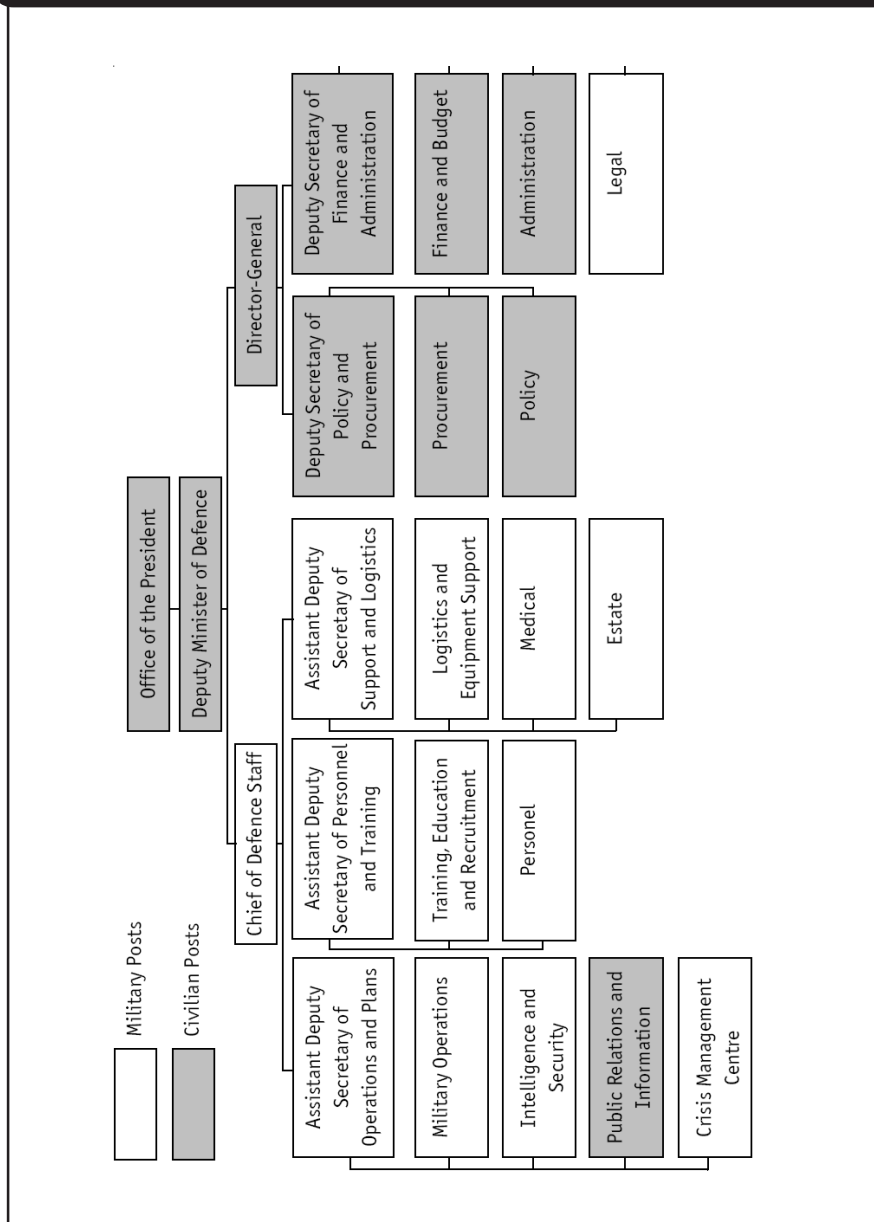 Military Posts
Civilian Posts
Office of the President
Deputy Minister of Defence
Chief of Defence Staff
Director-General
Assistant Deputy
Secretary of
Operations and Plans
Military Operations
Intelligence and
Security
Public Relations and
Information
Crisis Management
Centre
Assistant Deputy
Secretary of Personnel
and Training
Training, Education
and Recruitment
Personel
Assistant Deputy
Secretary of
Support and Logistics
Logistics and
Equipment Support
Medical
Estate
Deputy Secretary of
Policy and
Procurement
Procurement
Policy
Deputy Secretary of
Finance and
Administration
Finance and Budget
Administration
Legal